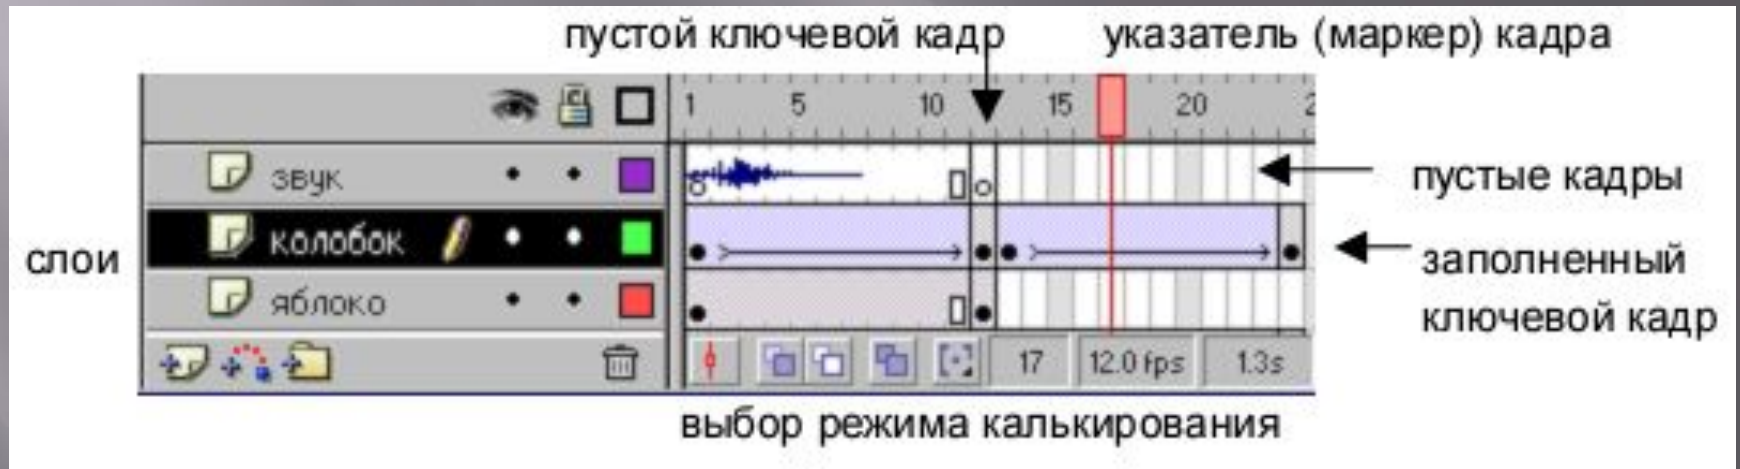 пустой ключевой кадр
указатель (маркер) кадра
1 5 10 15 20 2
звук
пустые кадры
колобок
слои
заполненный
ключевой кадр
яблоко
17 12.0 fps 1.3s
выбор режима калькирования